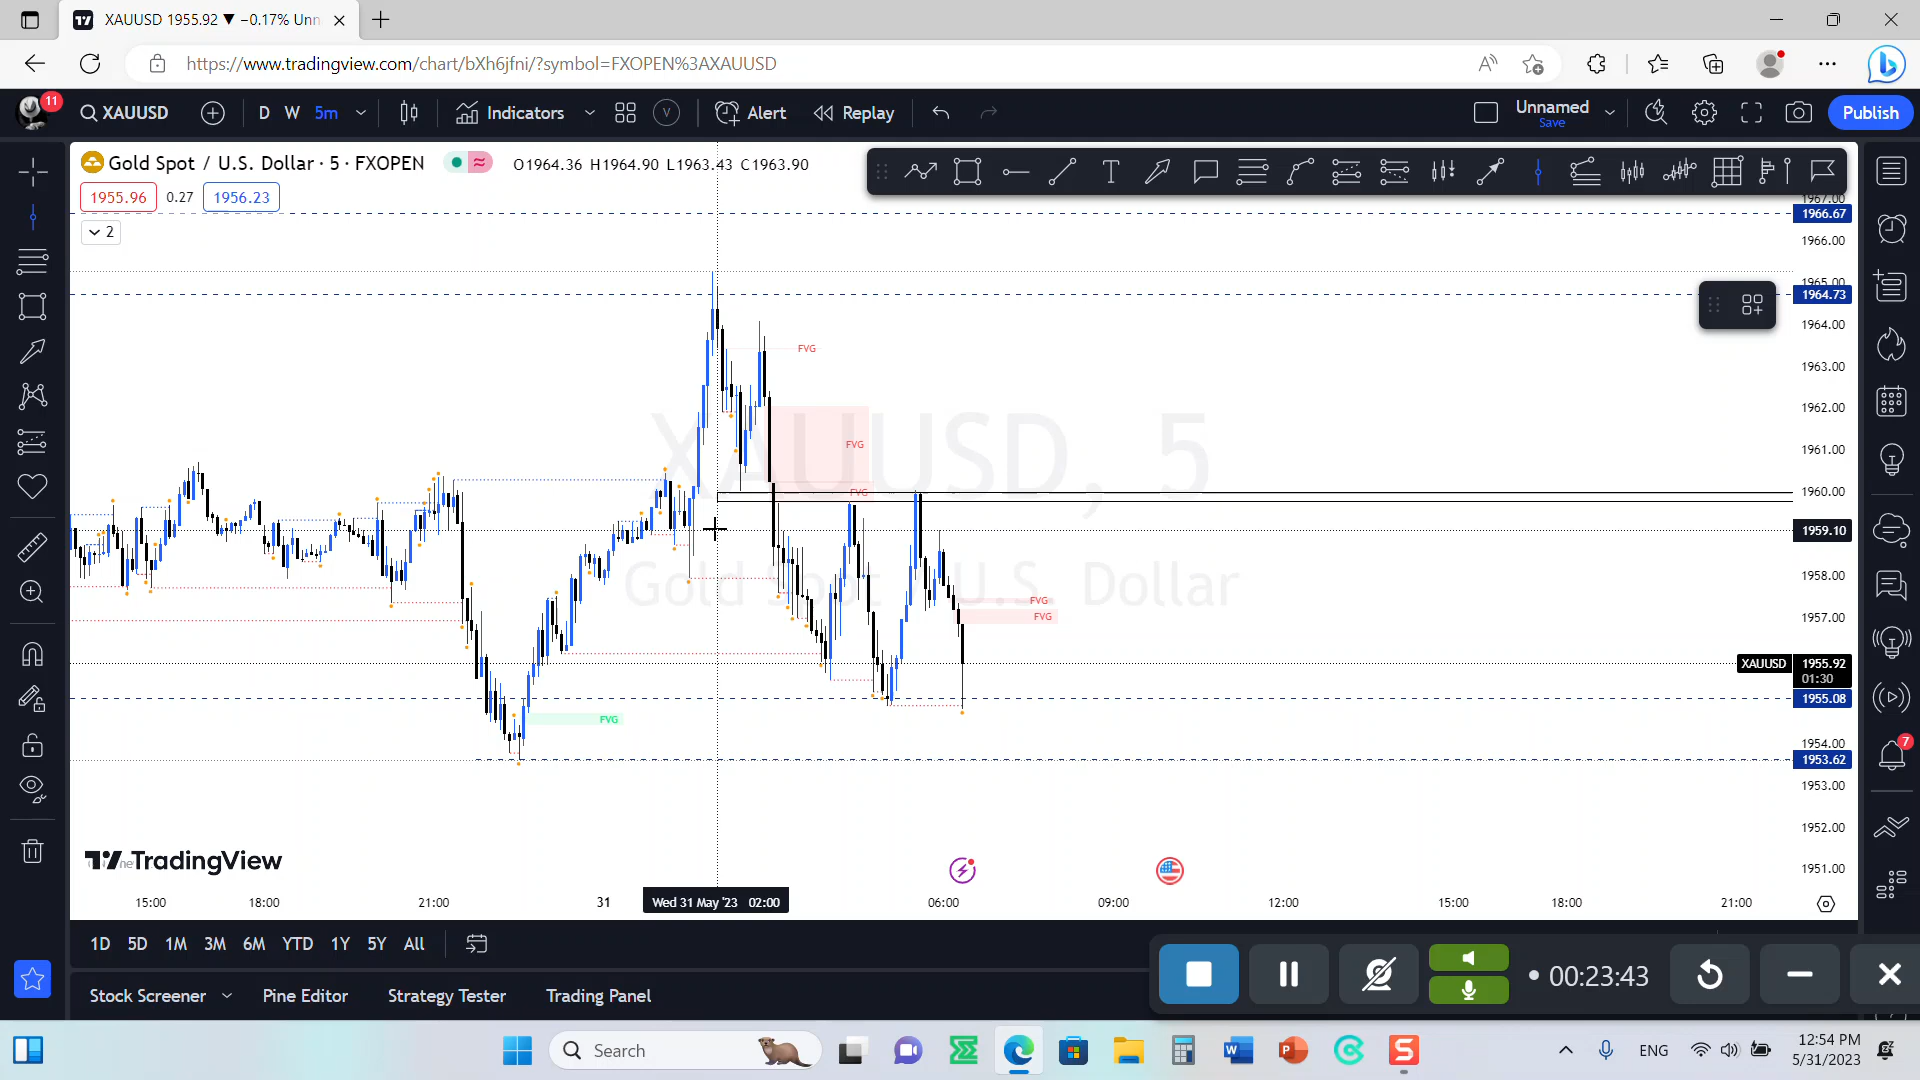 XAUUSD 1955.92 ▼ −0.17% Unn
https://www.tradingview.com/chart/bXh6jfni/?symbol=FXOPEN%3AXAUUSD
11
XAUUSD
D W 5m
Indicators
V
Alert
Replay
Unnamed
Save
Publish
Gold Spot / U.S. Dollar · 5 · FXOPEN
O1964.36 H1964.90 L1963.43 C1963.90
1955.96 0.27 1956.23
2
XAUUSD, 5
Gold Spot / U.S. Dollar
FVG
FVG
FVG
FVG
FVG
FVG
1967.00
1966.67
1966.00
1965.00
1964.73
1964.00
1963.00
1962.00
1961.00
1960.00
1959.10
1958.00
1957.00
XAUUSD 1955.92
01:30
1955.08
1954.00
1953.62
1953.00
1952.00
1951.00
TradingView
15:00 18:00 21:00 31 Wed 31 May '23 02:00 06:00 09:00 12:00 15:00 18:00 21:00
7
1D 5D 1M 3M 6M YTD 1Y 5Y All
Stock Screener Pine Editor Strategy Tester Trading Panel
00:23:43
Search
ENG
12:54 PM
5/31/2023